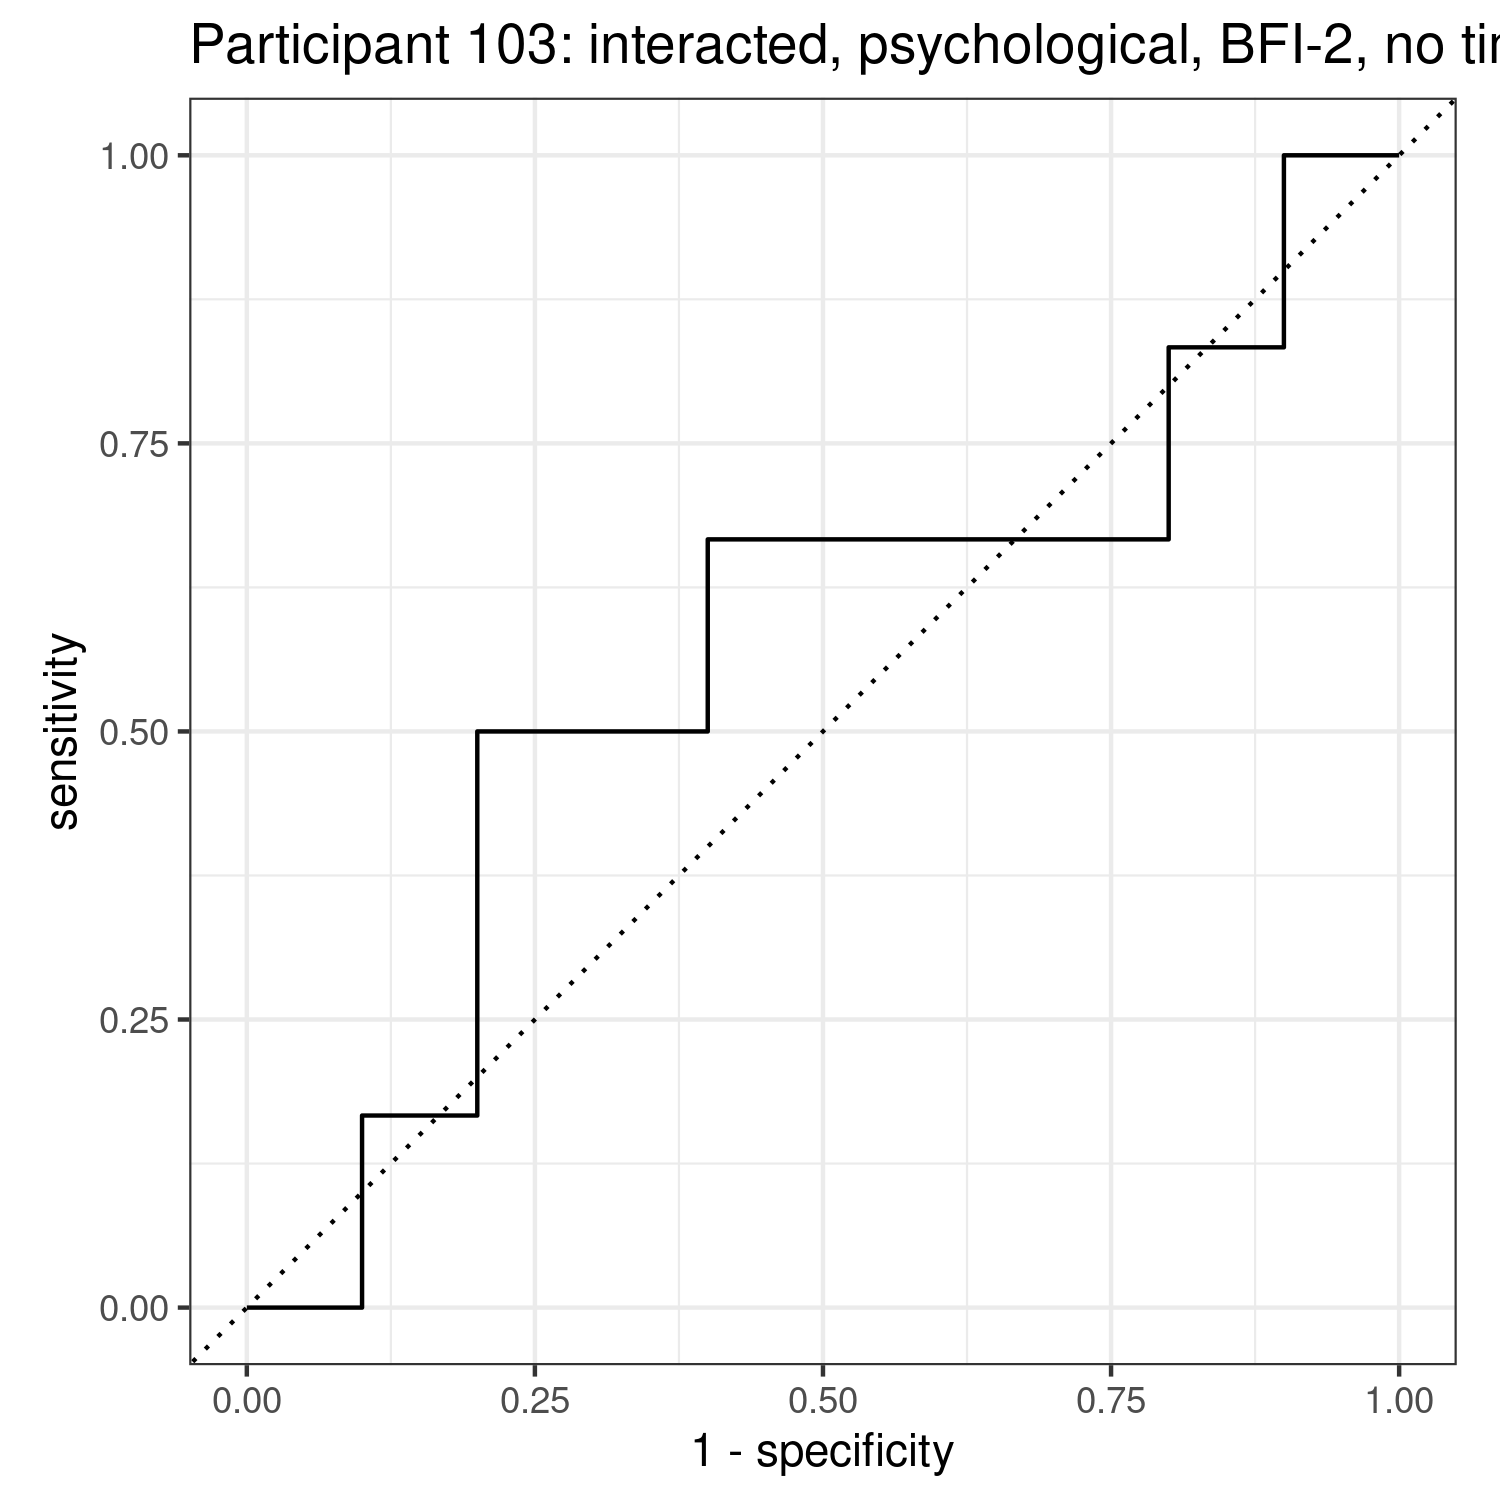 Participant 103: interacted, psychological, BFI-2, no
1.00
0.75
0.50
0.25
0.00
sensitivity
0.00 0.25 0.50 0.75 1.00
1 - specificity